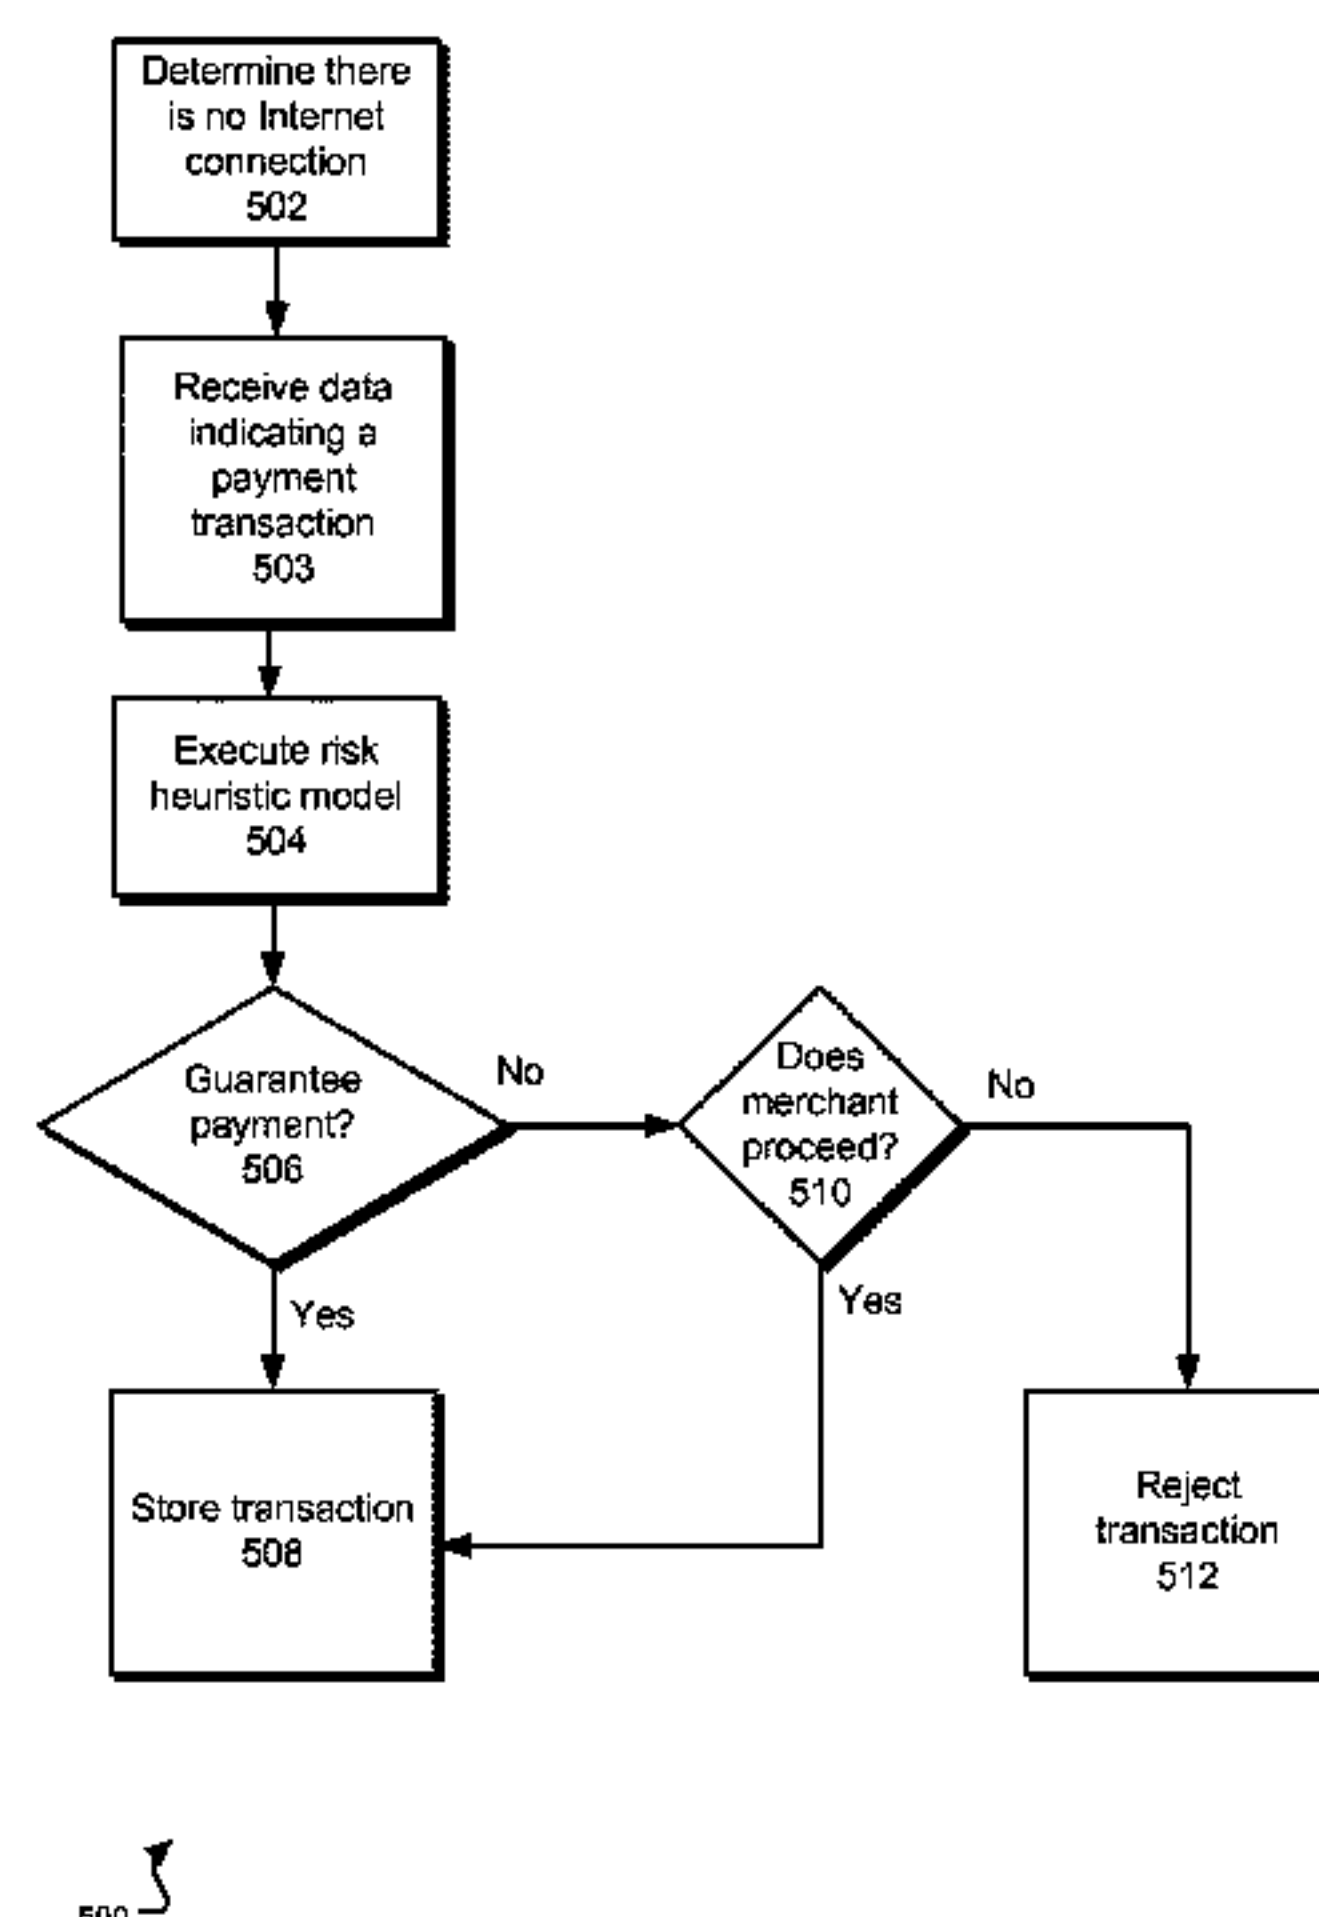 Determine there
is no Internet
connection
502
Receive data
indicating a
payment
transaction
503
Execute risk
heuristic model
504
Guarantee
payment?
506
No
Does
merchant
proceed?
510
No
Yes
Yes
Store transaction
508
Reject
transaction
512
500